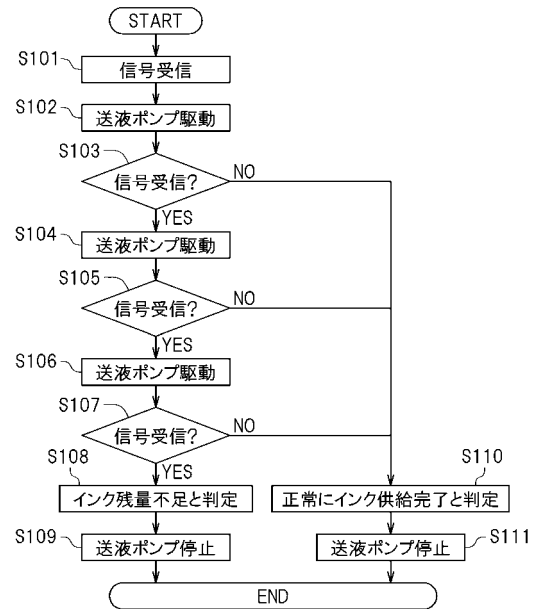 START
S101
信号受信
S102
送液ポンプ駆動
S103
信号受信?
NO
YES
S104
送液ポンプ駆動
S105
信号受信?
NO
YES
S106
送液ポンプ駆動
S107
信号受信?
NO
YES
S108
インク残量不足と判定
S110
正常にインク供給完了と判定
S109
送液ポンプ停止
送液ポンプ停止
S111
END